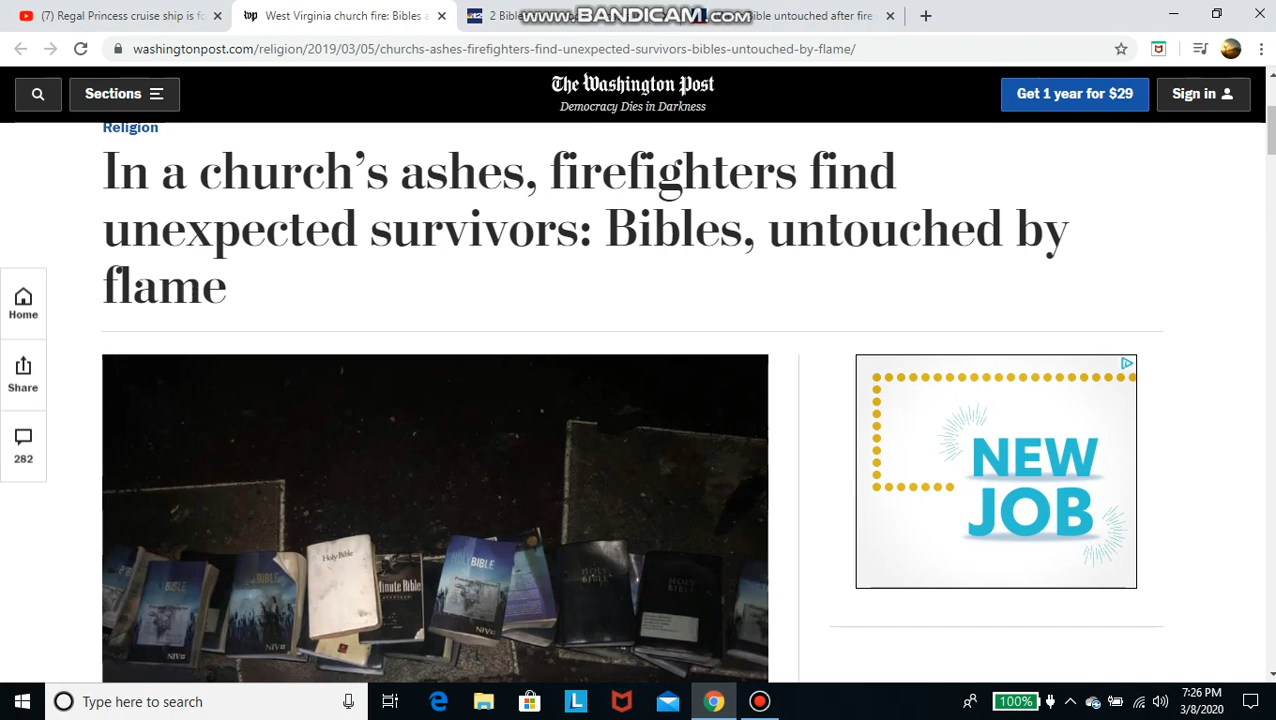 (7) Regal Princess cruise ship is f
West Virginia church fire: Bibles a
2 Bibl
ible untouched after fire
www.BANDICAM.com
washingtonpost.com/religion/2019/03/05/churchs-ashes-firefighters-find-unexpected-survivors-bibles-untouched-by-flame/
Sections
The Washington Post
Democracy Dies in Darkness
Get 1 year for $29
Sign in
Religion
In a church's ashes, firefighters find
unexpected survivors: Bibles, untouched by
flame
Home
Share
282
NEW
JOB
Holy Bible
Minute Bible
HOLY BIBLE
BIBLE
HOLY BIBLE
NIV
NIV
Type here to search
100%
7:26 PM
3/8/2020